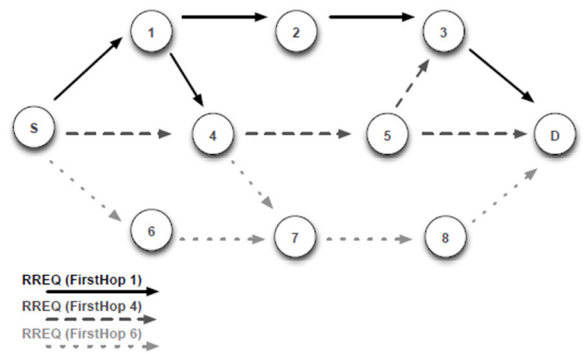 1
2
3
S
4
5
D
6
7
8
RREQ (FirstHop 1)
RREQ (FirstHop 4)
RREQ (FirstHop 6)